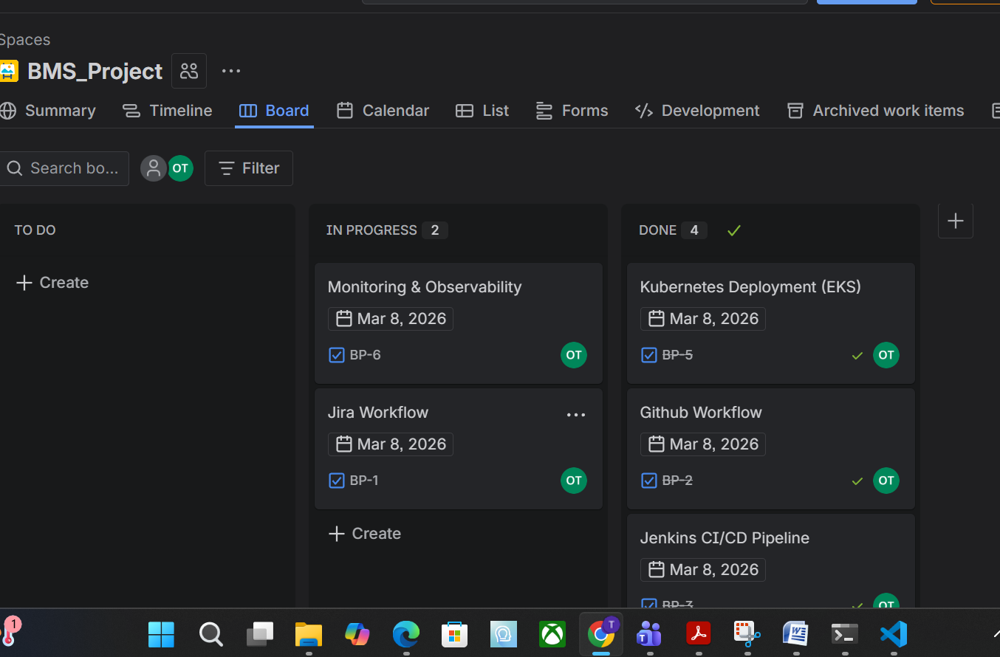 Spaces
BMS_Project
Summary Timeline Board Calendar List Forms Development Archived work items
Search bo... OT Filter
TO DO
Create
IN PROGRESS 2
Monitoring & Observability
Mar 8, 2026
BP-6 OT
Jira Workflow
Mar 8, 2026
BP-1 OT
Create
DONE 4
Kubernetes Deployment (EKS)
Mar 8, 2026
BP-5 OT
Github Workflow
Mar 8, 2026
BP-2 OT
Jenkins CI/CD Pipeline
Mar 8, 2026
BP-3 OT
1
T
T
W